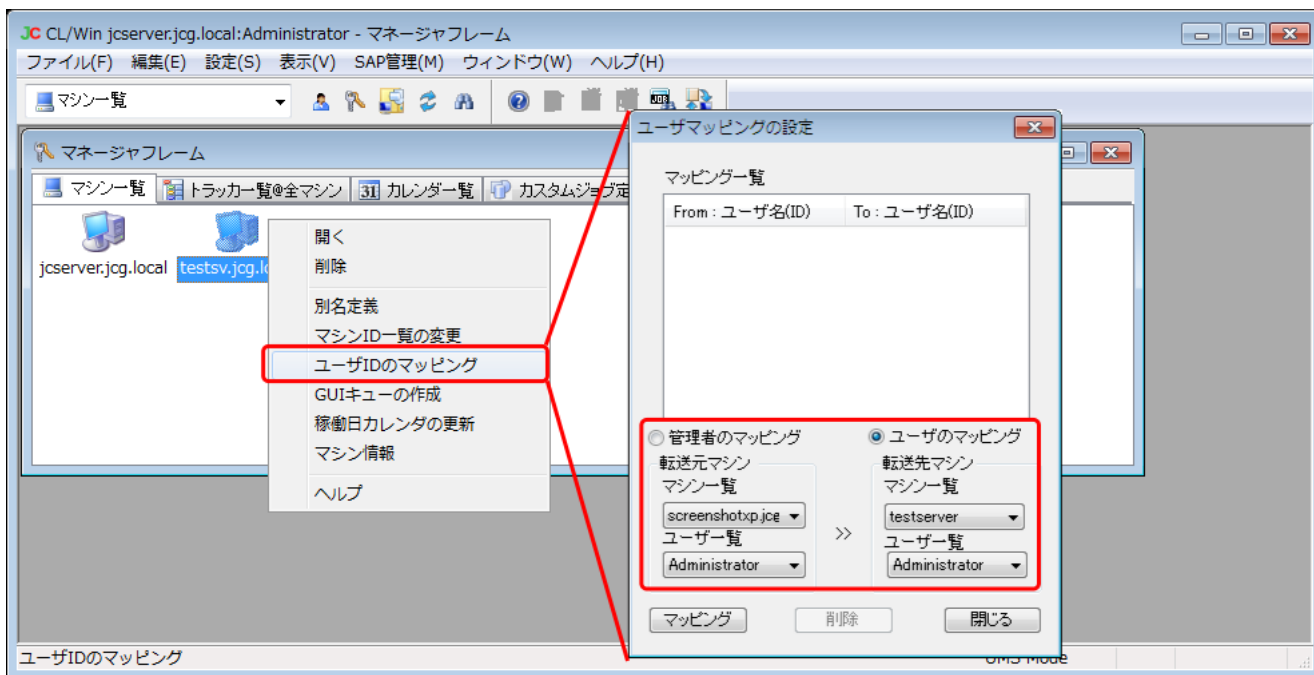 JC CL/Win jcserver.jcg.local:Administrator - マネージャフレーム
ファイル(F) 編集(E) 設定(S) 表示(V) SAP管理(M) ウィンドウ(W) ヘルプ(H)
マシン一覧
マネージャフレーム
マシン一覧 トラッカ一覧@全マシン 31 カレンダ一覧 カスタムジョブ定
jcserver.jcg.local testsv.jcg.lo
開く
削除
別名定義
マシンID一覧の変更
ユーザIDのマッピング
GUIキューの作成
稼働日カレンダの更新
マシン情報
ヘルプ
ユーザマッピングの設定
マッピング一覧
From : ユーザ名(ID) To : ユーザ名(ID)
管理者のマッピング ユーザのマッピング
転送元マシン 転送先マシン
マシン一覧 マシン一覧
screenshotxp.jcg >> testserver
ユーザ一覧 ユーザ一覧
Administrator Administrator
マッピング 削除 閉じる
ユーザIDのマッピング